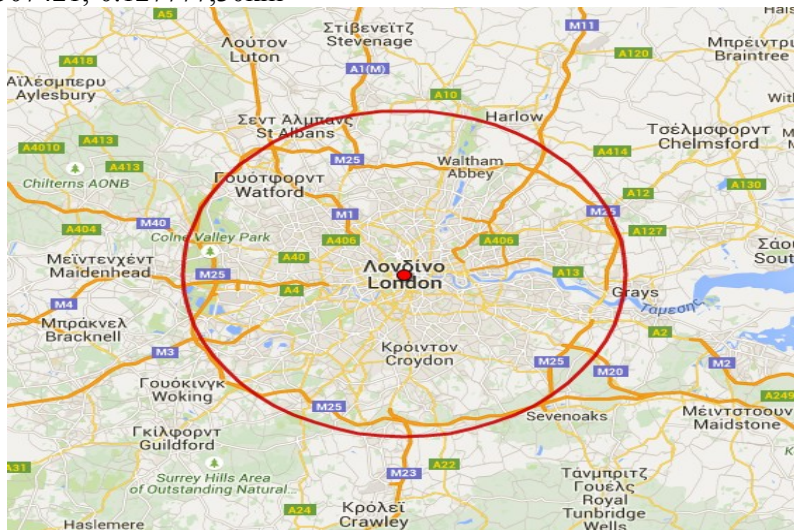 A5
Λούτον
Luton
Στίβενεϊτζ
Stevenage
M11
A120
Μπρέιντρι
Braintree
A418
Αϊλέσμπερυ
Aylesbury
A1(M)
A10
Harlow
Σεντ Άλμπανς
St Albans
A413
A4010
A413
M25
Τσέλμσφορντ
Chelmsford
A414
Waltham
Abbey
Chilterns AONB
Γουότφορντ
Watford
A12
A130
A404
M40
M1
M25
A127
Colne Valley Park
A406
A406
Μεϊντενχέντ
Maidenhead
A40
M25
Λονδίνο
London
A13
A4
Grays
Τάμεσης
M4
Μπράκνελ
Bracknell
Κρόιντον
Croydon
A2
M3
M25
M20
M2
Γουόκινγκ
Woking
M25
Sevenoaks
A249
Μέιντστοουν
Maidstone
Γκίλφορντ
Guildford
M23
A22
A31
Surrey Hills Area
of Outstanding Natural...
Τάνμπριτζ
Γουέλς
Royal
Tunbridge
Wells
A24
Κρόλεϊ
Crawley
Haslemere